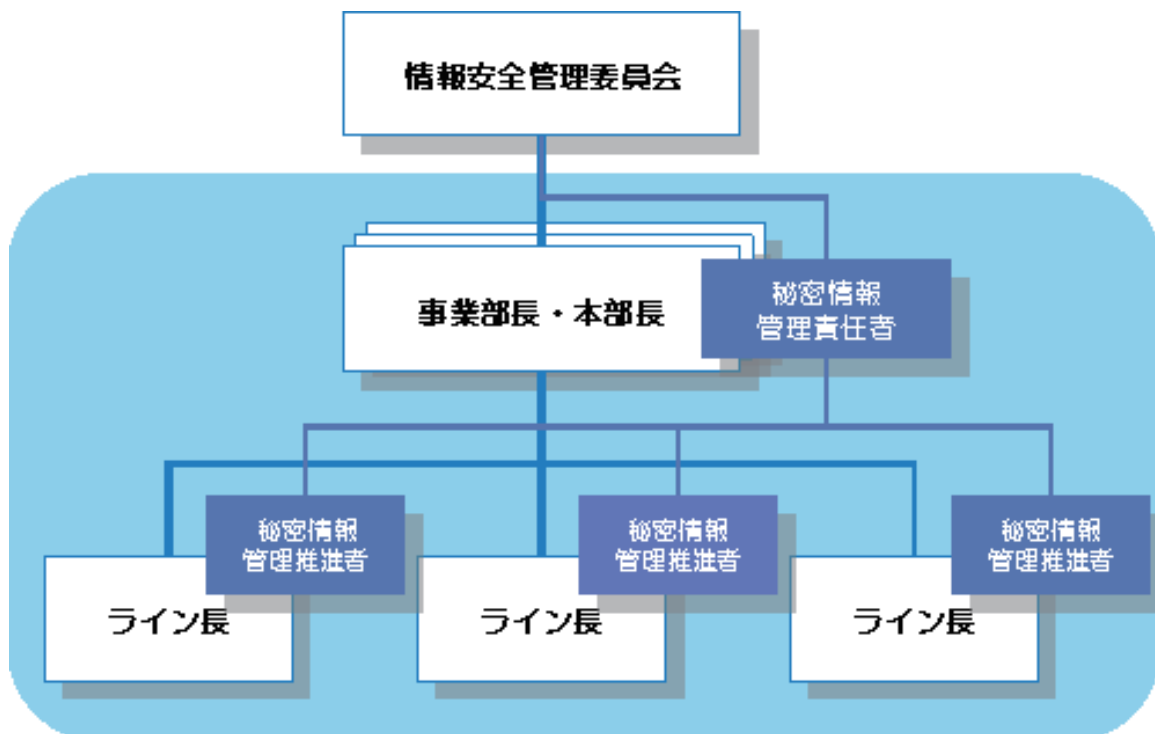 情報安全管理委員会
事業部長・本部長
秘密情報
管理責任者
秘密情報
管理推進者
秘密情報
管理推進者
秘密情報
管理推進者
ライン長
ライン長
ライン長